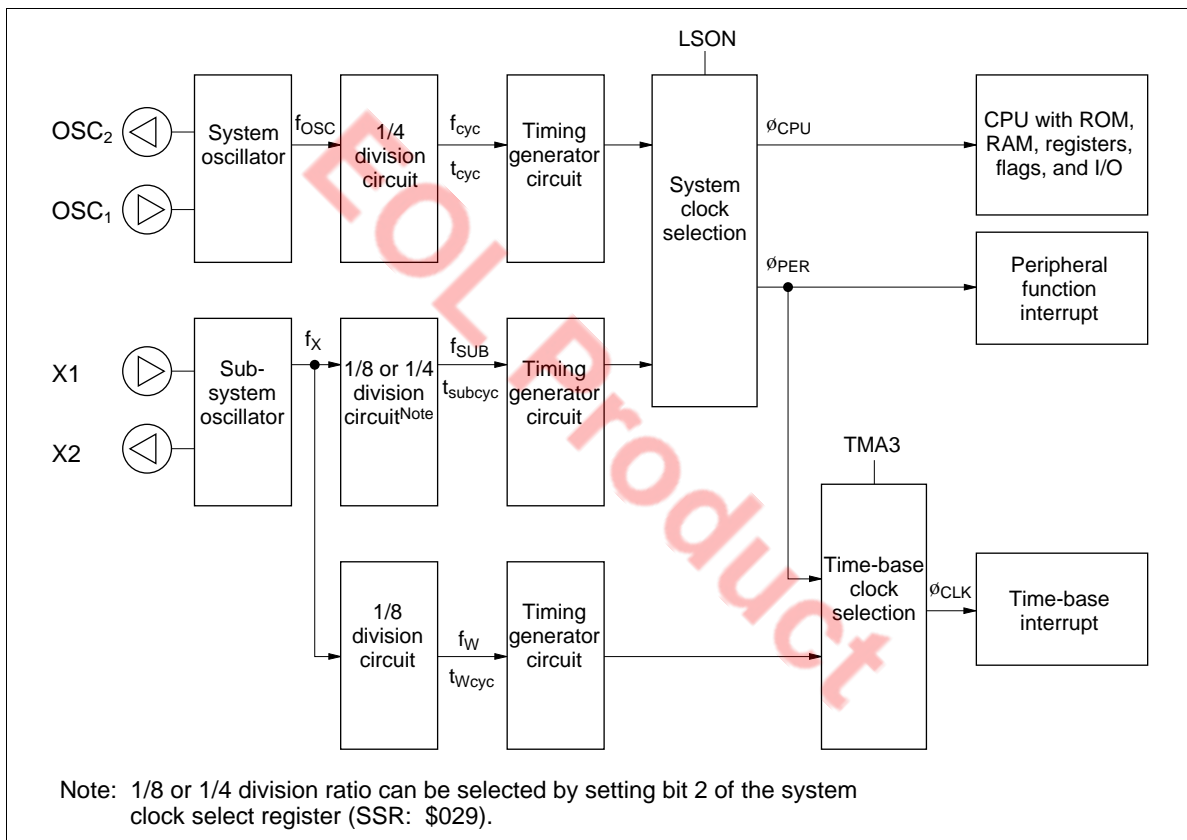 LSON
OSC2
OSC1
System
oscillator
fOSC
1/4
division
circuit
fcyc
tcyc
Timing
generator
circuit
System
clock
selection
øCPU
CPU with ROM,
RAM, registers,
flags, and I/O
øPER
Peripheral
function
interrupt
X1
X2
Sub-
system
oscillator
fX
1/8 or 1/4
division
circuitNote
fSUB
tsubcyc
Timing
generator
circuit
TMA3
1/8
division
circuit
fW
tWcyc
Timing
generator
circuit
Time-base
clock
selection
øCLK
Time-base
interrupt
EOL Product
Note: 1/8 or 1/4 division ratio can be selected by setting bit 2 of the system
clock select register (SSR: $029).